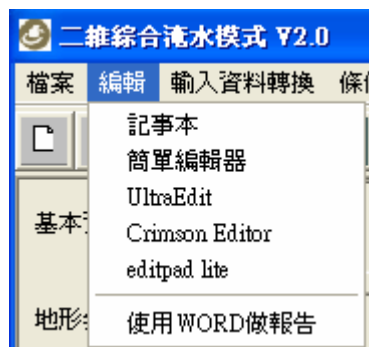 二維綜合淹水模式 V2.0
檔案 編輯 輸入資料轉換 條
記事本
簡單編輯器
UltraEdit
基本
Crimson Editor
editpad lite
地形
使用WORD做報告